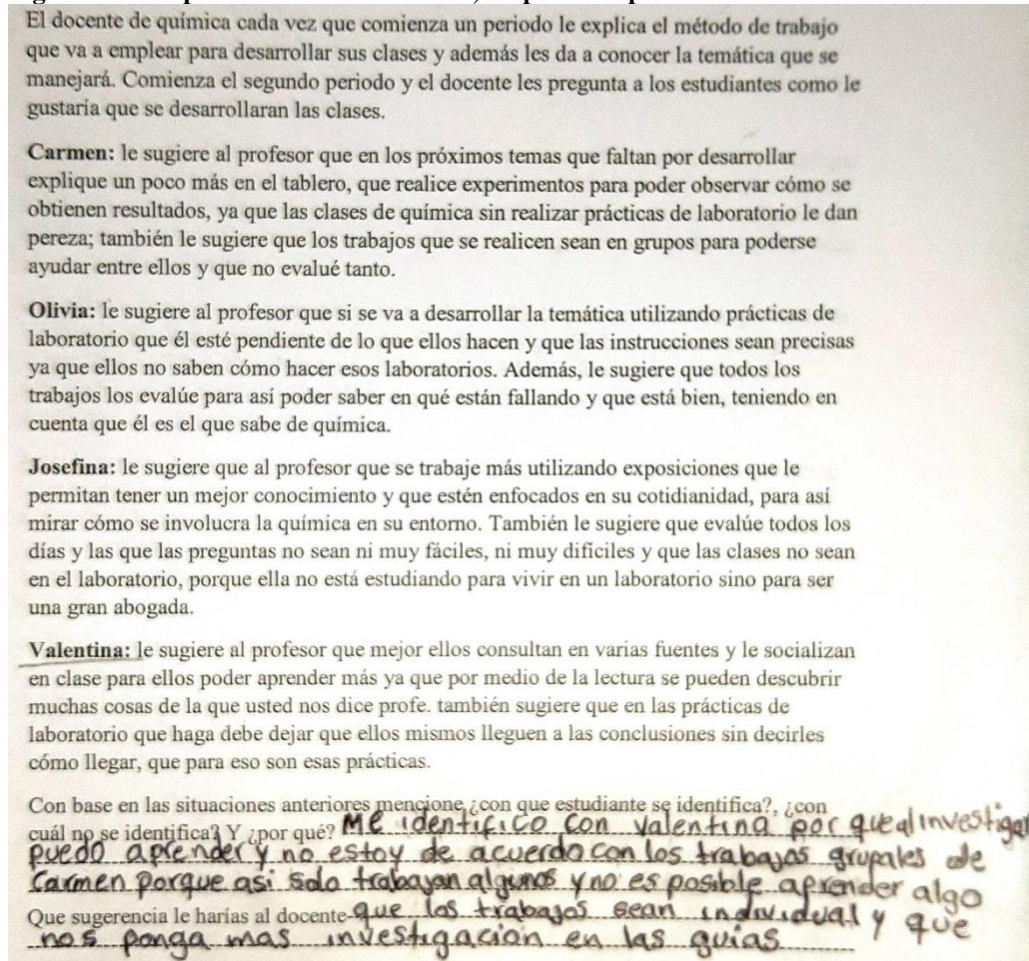 El docente de química cada vez que comienza un periodo le explica el método de trabajo
que va a emplear para desarrollar sus clases y además les da a conocer la temática que se
manejará. Comienza el segundo periodo y el docente les pregunta a los estudiantes como le
gustaría que se desarrollaran las clases.
Carmen: le sugiere al profesor que en los próximos temas que faltan por desarrollar
explique un poco más en el tablero, que realice experimentos para poder observar cómo se
obtienen resultados, ya que las clases de química sin realizar prácticas de laboratorio le dan
pereza; también le sugiere que los trabajos que se realicen sean en grupos para poderse
ayudar entre ellos y que no evalué tanto.
Olivia: le sugiere al profesor que si se va a desarrollar la temática utilizando prácticas de
laboratorio que él esté pendiente de lo que ellos hacen y que las instrucciones sean precisas
ya que ellos no saben cómo hacer esos laboratorios. Además, le sugiere que todos los
trabajos los evalúe para así poder saber en qué están fallando y que está bien, teniendo en
cuenta que él es el que sabe de química.
Josefina: le sugiere que al profesor que se trabaje más utilizando exposiciones que le
permitan tener un mejor conocimiento y que estén enfocados en su cotidianidad, para así
mirar cómo se involucra la química en su entorno. También le sugiere que evalúe todos los
días y las que las preguntas no sean ni muy fáciles, ni muy difíciles y que las clases no sean
en el laboratorio, porque ella no está estudiando para vivir en un laboratorio sino para ser
una gran abogada.
Valentina: le sugiere al profesor que mejor ellos consultan en varias fuentes y le socializan
en clase para ellos poder aprender más ya que por medio de la lectura se pueden descubrir
muchas cosas de la que usted nos dice profe. también sugiere que en las prácticas de
laboratorio que haga debe dejar que ellos mismos lleguen a las conclusiones sin decirles
cómo llegar, que para eso son esas prácticas.
Con base en las situaciones anteriores mencione ¿con que estudiante se identifica?, ¿con
cuál no se identifica? Y ¿por qué? Me identifico con valentina por que al investigar
puedo aprender y no estoy de acuerdo con los trabajos grupales de
Carmen porque asi solo trabajan algunos y no es posible aprender algo
Que sugerencia le harías al docente que los trabajos sean individual y que
nos ponga mas investigación en las guias